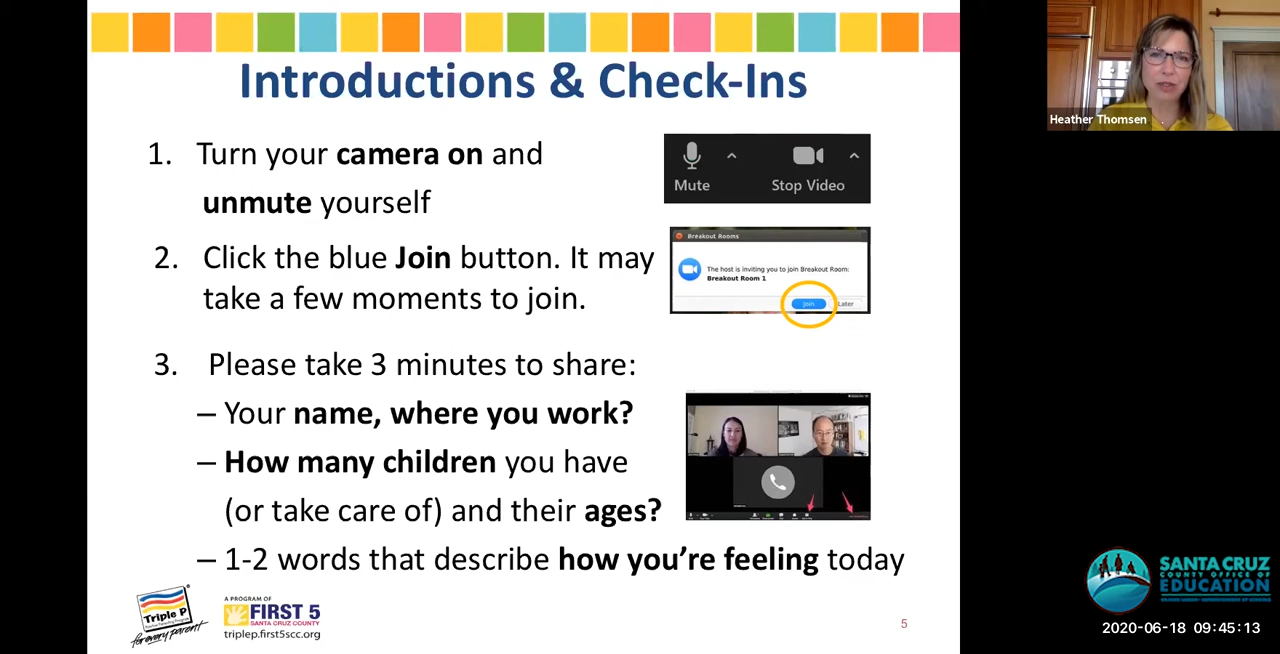 Introductions & Check-Ins
1. Turn your camera on and
unmute yourself
Mute
Stop Video
2. Click the blue Join button. It may
take a few moments to join.
Breakout Rooms
The host is inviting you to join Breakout Room:
Breakout Room 1
Join
Later
3. Please take 3 minutes to share:
– Your name, where you work?
– How many children you have
(or take care of) and their ages?
– 1-2 words that describe how you’re feeling today
Triple P
for every parent
A PROGRAM OF
FIRST 5
SANTA CRUZ COUNTY
triplep.first5scc.org
5
Heather Thomsen
SANTA CRUZ
COUNTY OFFICE OF
EDUCATION
2020-06-18 09:45:13